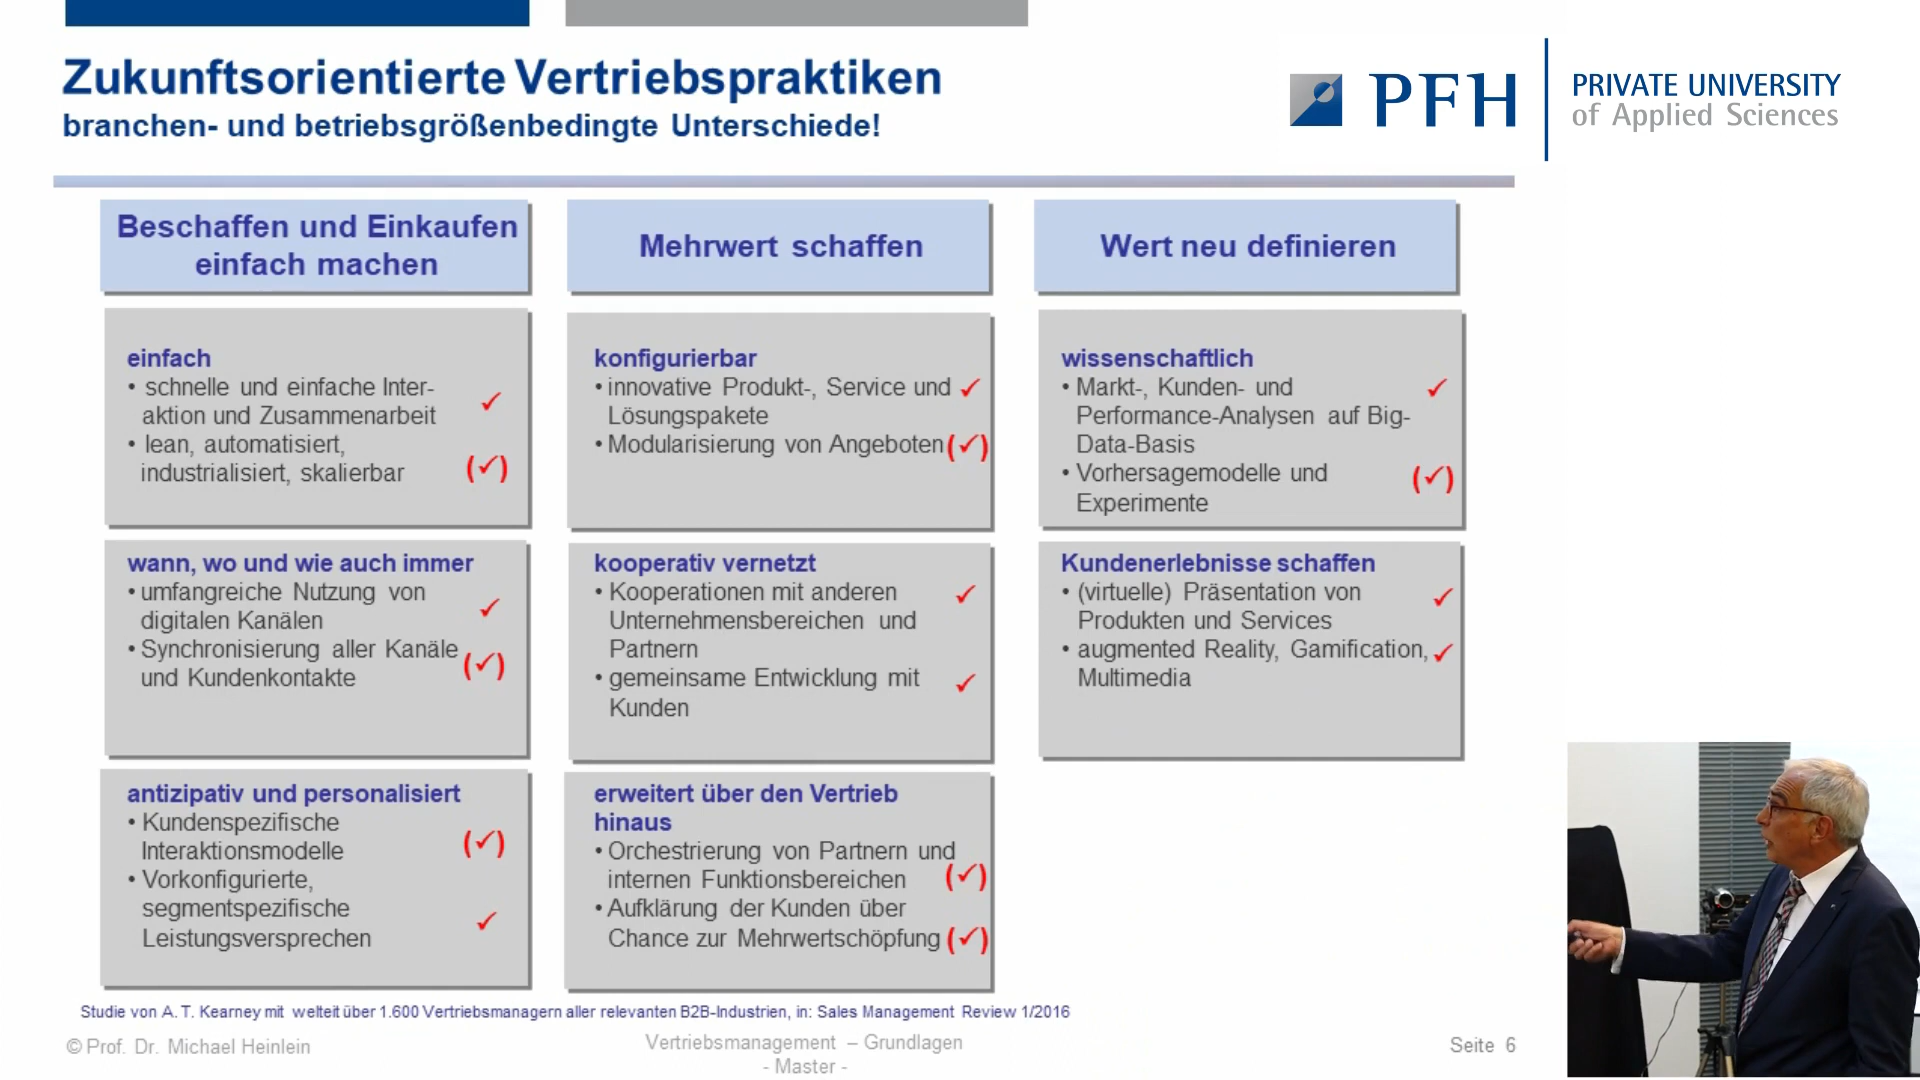 Zukunftsorientierte Vertriebspraktiken
branchen- und betriebsgrößenbedingte Unterschiede!
PFH
PRIVATE UNIVERSITY
of Applied Sciences
Beschaffen und Einkaufen
einfach machen
einfach
• schnelle und einfache Inter-
aktion und Zusammenarbeit ✓
• lean, automatisiert,
industrialisiert, skalierbar (✓)
wann, wo und wie auch immer
• umfangreiche Nutzung von
digitalen Kanälen ✓
• Synchronisierung aller Kanäle
und Kundenkontakte (✓)
antizipativ und personalisiert
• Kundenspezifische
Interaktionsmodelle (✓)
• Vorkonfigurierte,
segmentspezifische
Leistungsversprechen ✓
Mehrwert schaffen
konfigurierbar
• innovative Produkt-, Service und ✓
Lösungspakete
• Modularisierung von Angeboten (✓)
kooperativ vernetzt
• Kooperationen mit anderen ✓
Unternehmensbereichen und
Partnern
• gemeinsame Entwicklung mit ✓
Kunden
erweitert über den Vertrieb
hinaus
• Orchestrierung von Partnern und
internen Funktionsbereichen (✓)
• Aufklärung der Kunden über
Chance zur Mehrwertschöpfung (✓)
Wert neu definieren
wissenschaftlich
• Markt-, Kunden- und ✓
Performance-Analysen auf Big-
Data-Basis
• Vorhersagemodelle und (✓)
Experimente
Kundenerlebnisse schaffen
• (virtuelle) Präsentation von ✓
Produkten und Services
• augmented Reality, Gamification, ✓
Multimedia
Studie von A. T. Kearney mit welteit über 1.600 Vertriebsmanagern aller relevanten B2B-Industrien, in: Sales Management Review 1/2016
© Prof. Dr. Michael Heinlein
Vertriebsmanagement – Grundlagen
- Master -
Seite 6